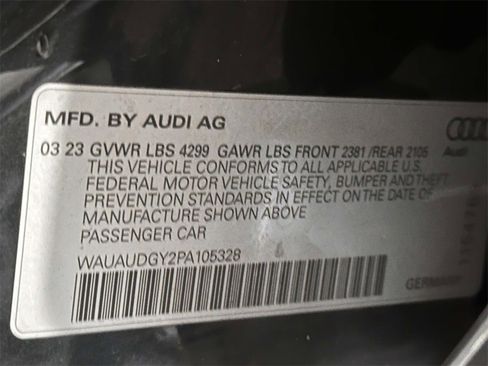 MFD. BY AUDI AG
Audi
03 23 GVWR LBS 4299 GAWR LBS FRONT 2381 /REAR 2105
THIS VEHICLE CONFORMS TO ALL APPLICABLE U.S.
FEDERAL MOTOR VEHICLE SAFETY, BUMPER AND THEFT
PREVENTION STANDARDS IN EFFECT ON THE DATE OF
MANUFACTURE SHOWN ABOVE
PASSENGER CAR
WAUAUDGY2PA105328
GERMANY